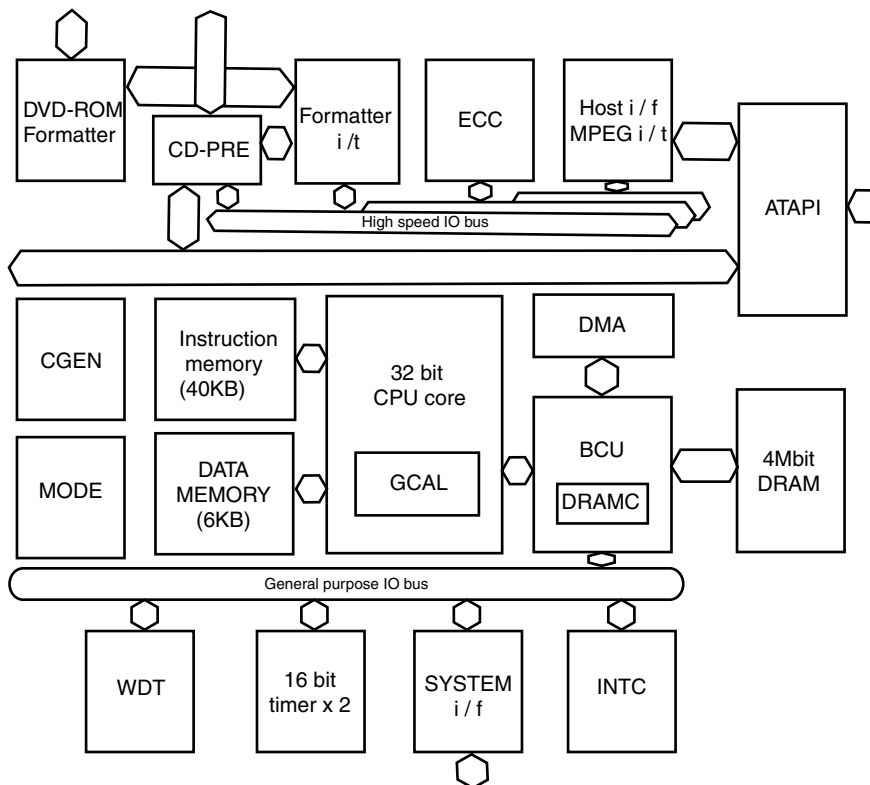 DVD-ROM
Formatter
CD-PRE
Formatter
i /t
ECC
Host i / f
MPEG i / t
ATAPI
High speed IO bus
CGEN
Instruction
memory
(40KB)
32 bit
CPU core
DMA
MODE
DATA
MEMORY
(6KB)
GCAL
BCU
DRAMC
4Mbit
DRAM
General purpose IO bus
WDT
16 bit
timer x 2
SYSTEM
i / f
INTC